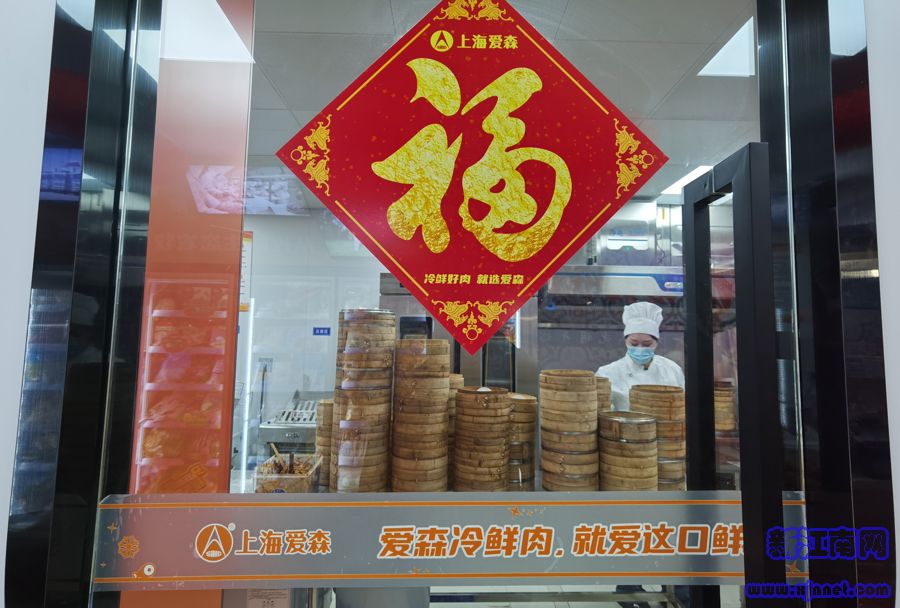 上海爱森
福
冷鲜好肉 就选爱森
上海爱森
爱森冷鲜肉，就爱这口鲜
新江南网
www.xjnnet.com